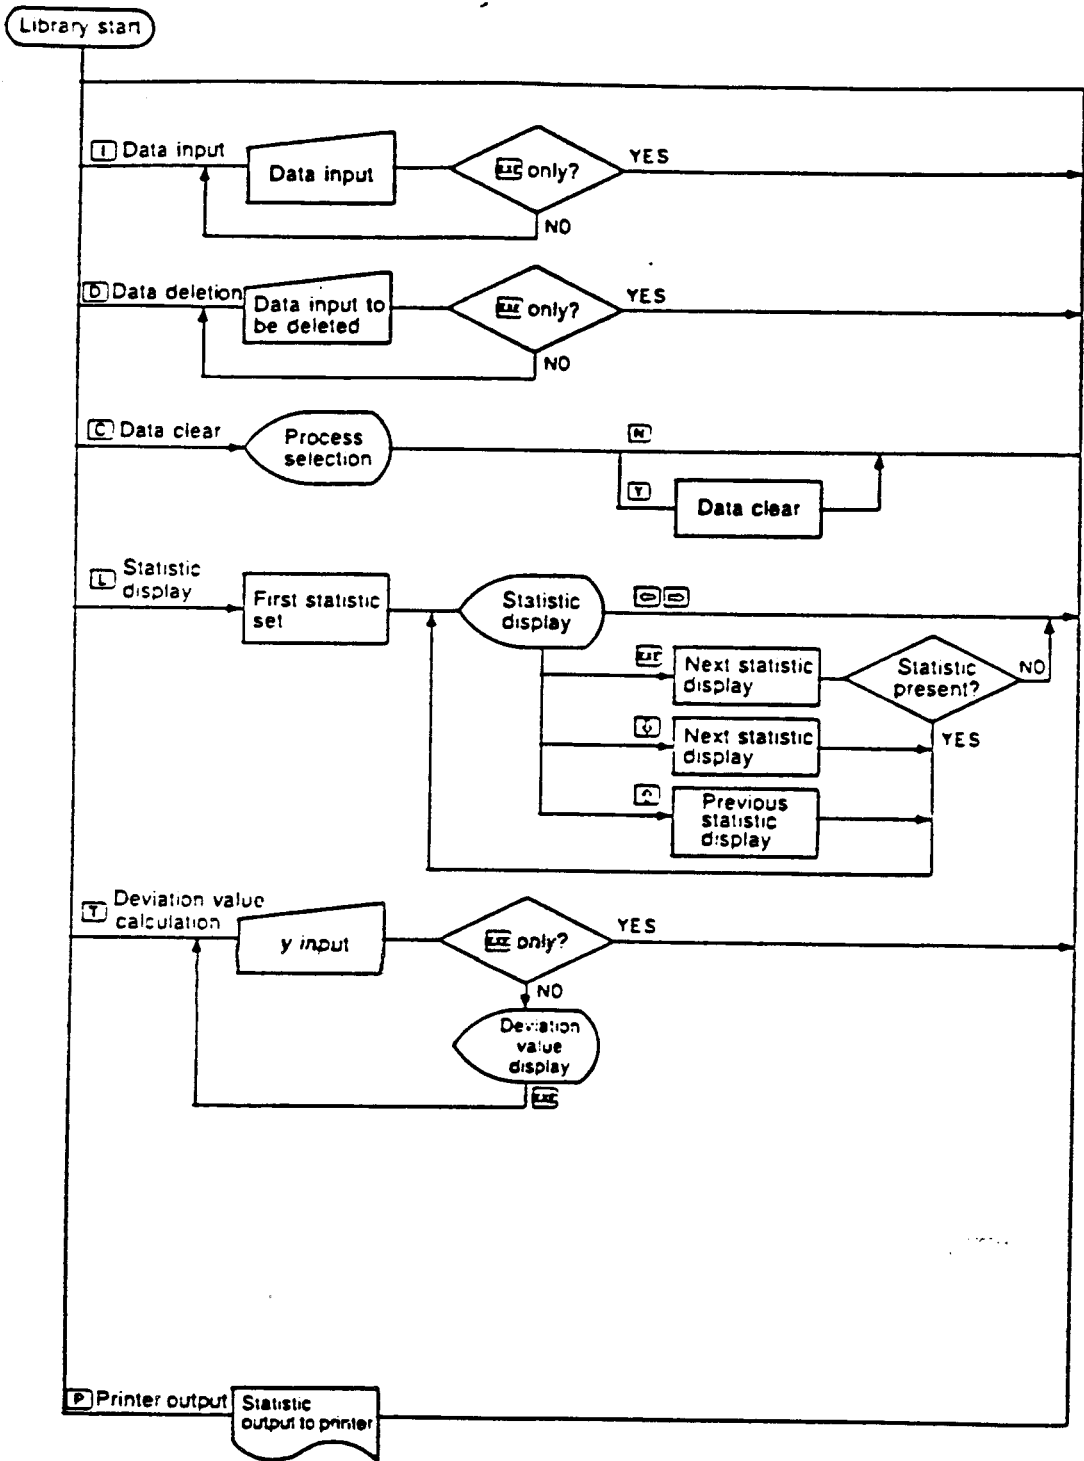 Library start
I Data input
Data input
EXE only?
YES
NO
D Data deletion
Data input to
be deleted
EXE only?
YES
NO
C Data clear
Process
selection
N
Y
Data clear
L Statistic
display
First statistic
set
Statistic
display
⇦ ⇨
EXE
Next statistic
display
Statistic
present?
NO
YES
⇩
Next statistic
display
⇧
Previous
statistic
display
T Deviation value
calculation
y input
EXE only?
YES
NO
Deviation
value
display
EXE
P Printer output
Statistic
output to printer